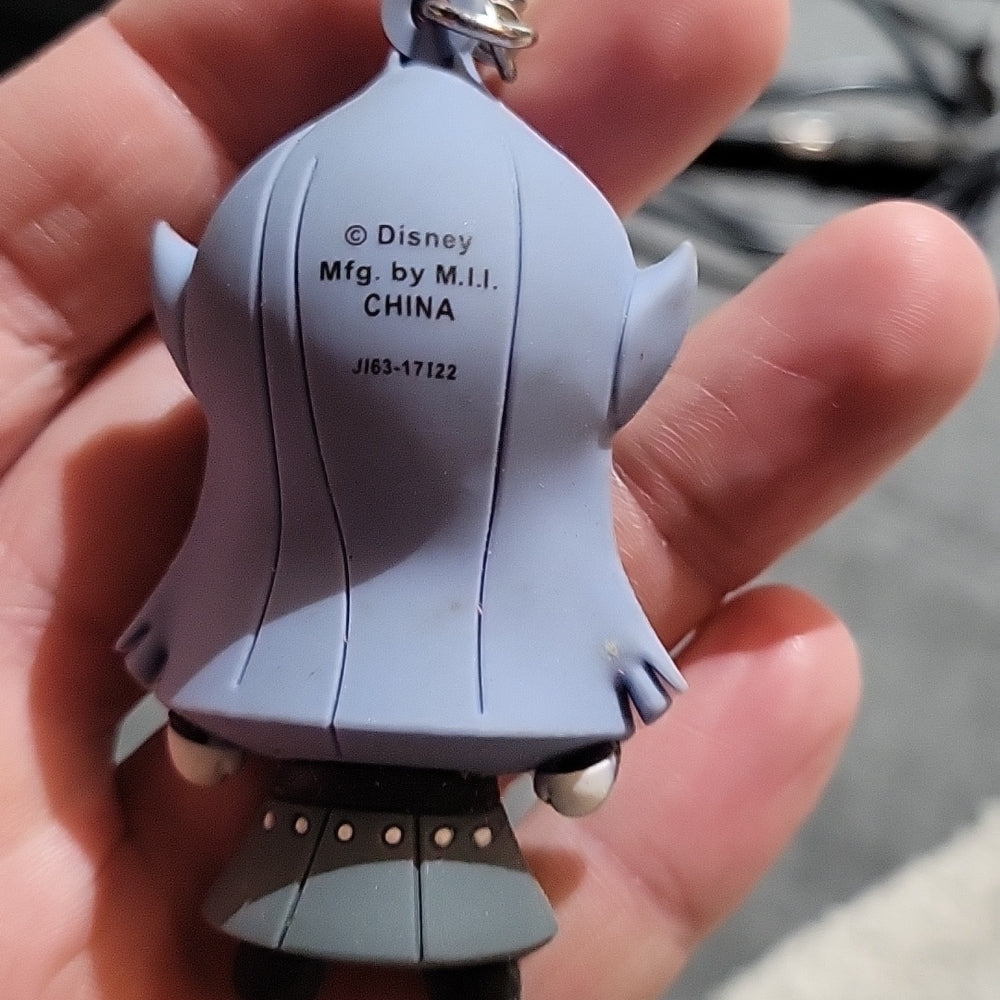 © Disney
Mfg. by M.I.I.
CHINA
JI63-17I22